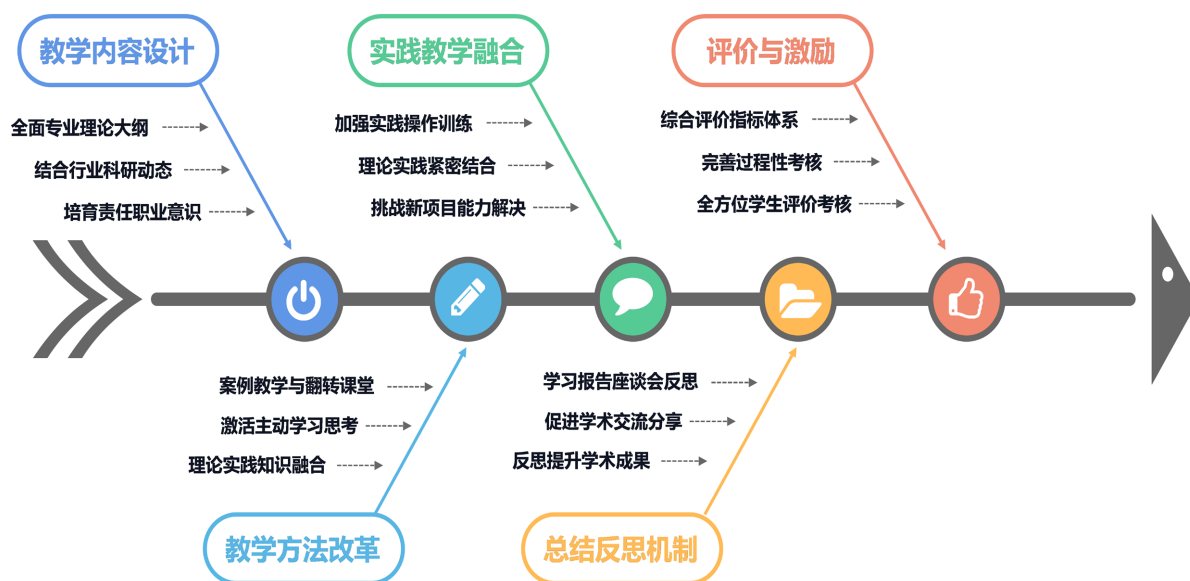 教学内容设计
全面专业理论大纲
结合行业科研动态
培育责任职业意识
实践教学融合
加强实践操作训练
理论实践紧密结合
挑战新项目能力解决
评价与激励
综合评价指标体系
完善过程性考核
全方位学生评价考核
案例教学与翻转课堂
激活主动学习思考
理论实践知识融合
教学方法改革
学习报告座谈会反思
促进学术交流分享
反思提升学术成果
总结反思机制